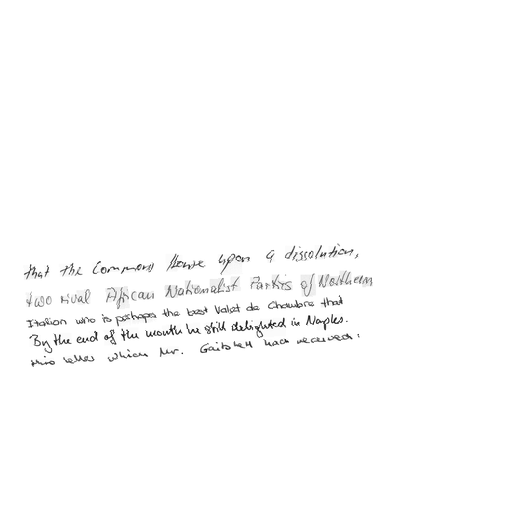 that the Commons House upon a dissolution,
two rival African Nationalist Parties of Northern
Italian who is perhaps the best Valet de Chambre that
By the end of the month he still delighted in Naples.
this letter which Mr. Gaitskell had received: